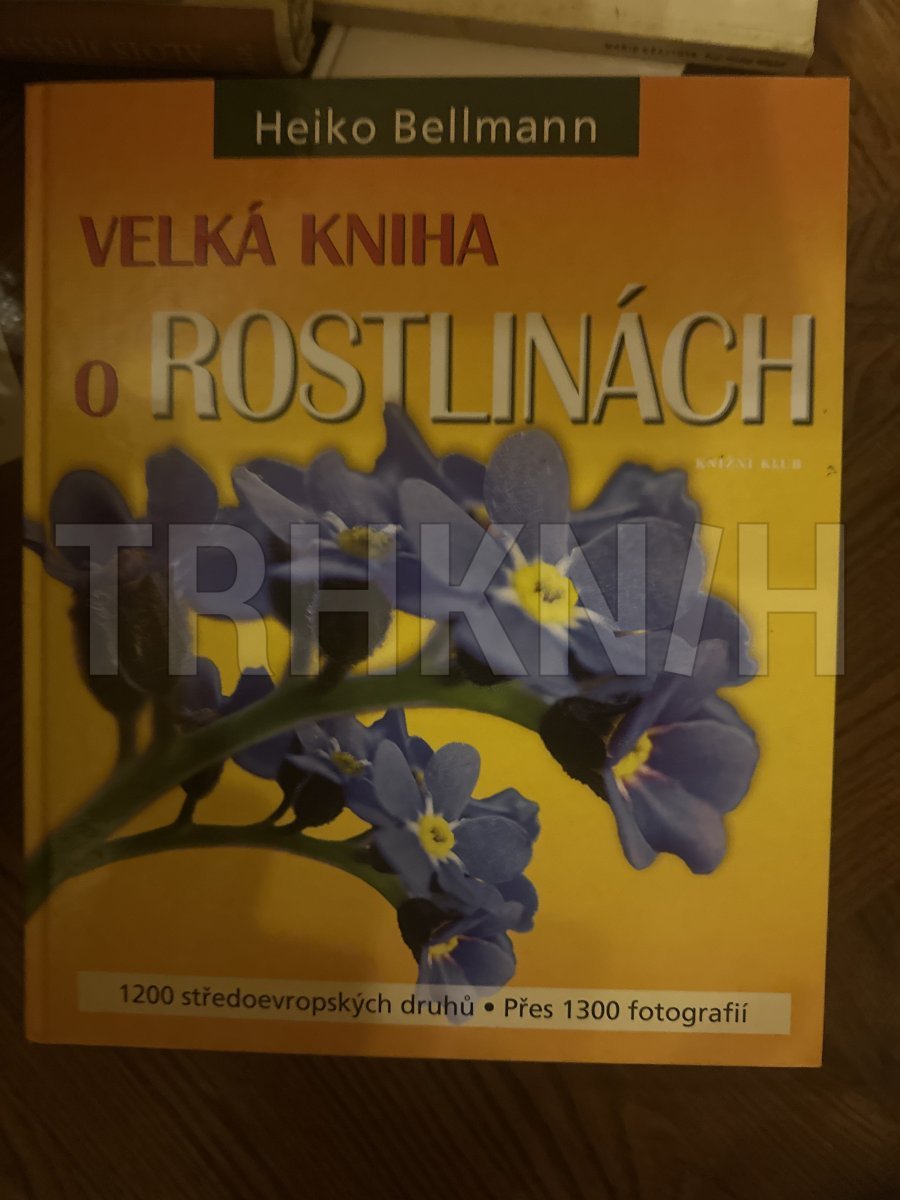 Heiko Bellmann
VELKÁ KNIHA
O ROSTLINÁCH
KNIŽNÍ KLUB
TRHKNIH
1200 středoevropských druhů • Přes 1300 fotografií